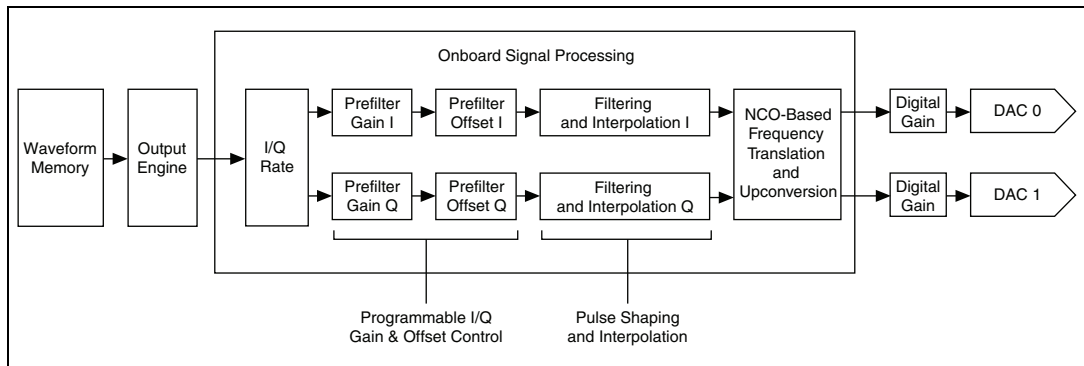 Onboard Signal Processing
Waveform
Memory
Output
Engine
I/Q
Rate
Prefilter
Gain I
Prefilter
Offset I
Filtering
and Interpolation I
NCO-Based
Frequency
Translation
and
Upconversion
Digital
Gain
DAC 0
Prefilter
Gain Q
Prefilter
Offset Q
Filtering
and Interpolation Q
Digital
Gain
DAC 1
Programmable I/Q
Gain & Offset Control
Pulse Shaping
and Interpolation